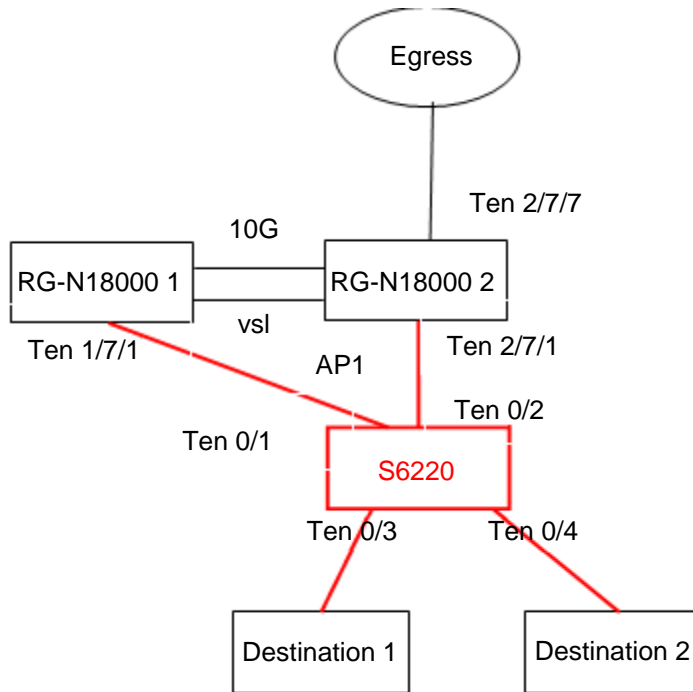 Egress
Ten 2/7/7
10G
RG-N18000 1
RG-N18000 2
vsl
Ten 1/7/1
Ten 2/7/1
AP1
Ten 0/2
Ten 0/1
S6220
Ten 0/3
Ten 0/4
Destination 1
Destination 2